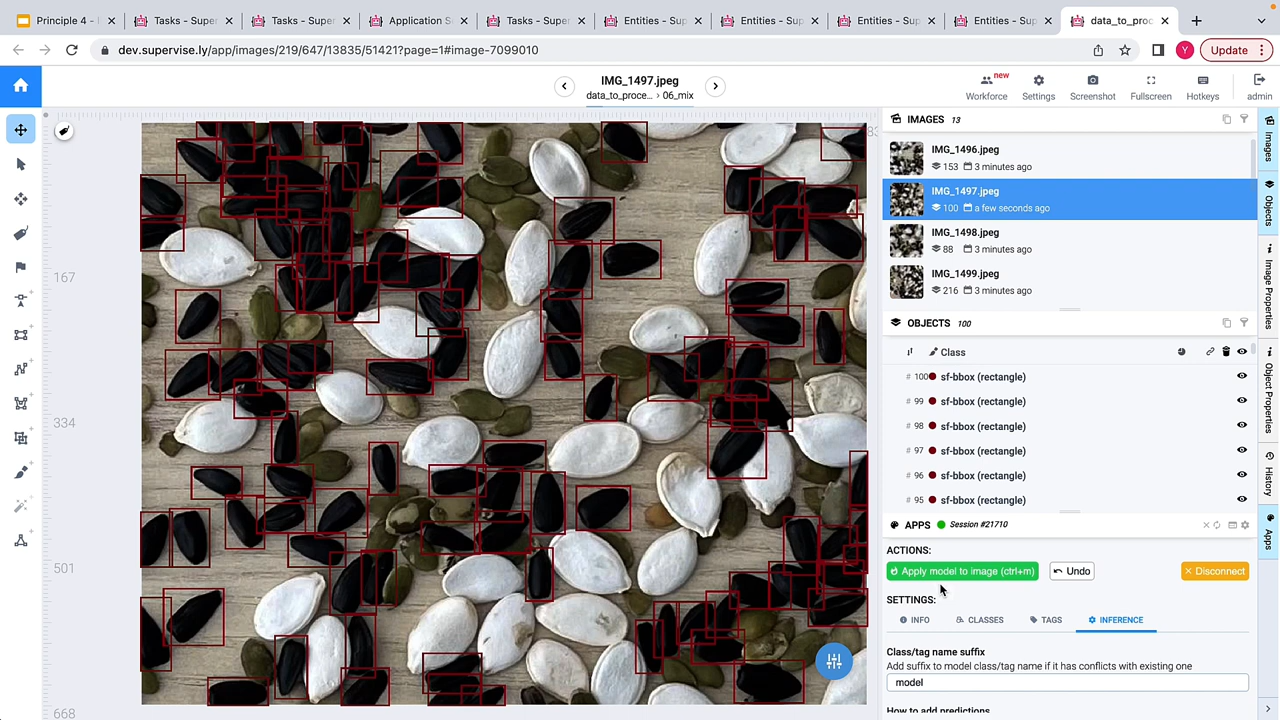 Principle 4 -
Tasks - Super
Tasks - Super
Application S
Tasks - Super
Entities - Sup
Entities - Sup
Entities - Sup
Entities - Sup
data_to_proc
dev.supervise.ly/app/images/219/647/13835/51421?page=1#image-7099010
Y
Update
IMG_1497.jpeg
data_to_proce... › 06_mix
new
Workforce
Settings
Screenshot
Fullscreen
Hotkeys
admin
167
334
501
668
83
IMAGES 13
IMG_1496.jpeg
153 3 minutes ago
IMG_1497.jpeg
100 a few seconds ago
IMG_1498.jpeg
88 3 minutes ago
IMG_1499.jpeg
216 3 minutes ago
OBJECTS 100
class
sf-bbox (rectangle)
# 99 sf-bbox (rectangle)
# 98 sf-bbox (rectangle)
# 97 sf-bbox (rectangle)
# 96 sf-bbox (rectangle)
# 95 sf-bbox (rectangle)
Session #21710
Apply model to image (ctrl+m)
Undo
Disconnect
SETTINGS:
CLASSES
TAGS
INFERENCE
Class/tag suffix
Add suffix to model class/tag name if it has conflicts with existing one
model
How to add predictions
Images
Objects
Image Properties
Object Properties
Assistant
Apps